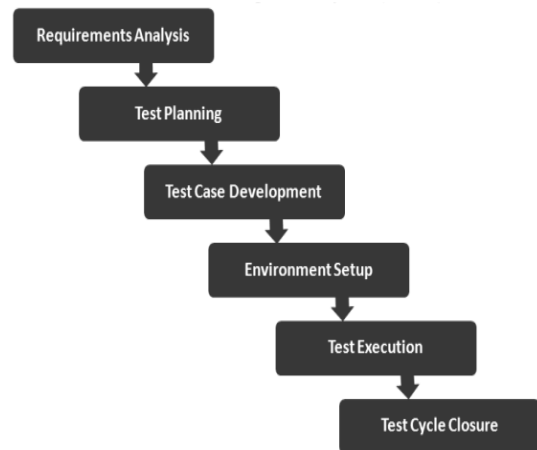 Requirements Analysis
Test Planning
Test Case Development
Environment Setup
Test Execution
Test Cycle Closure